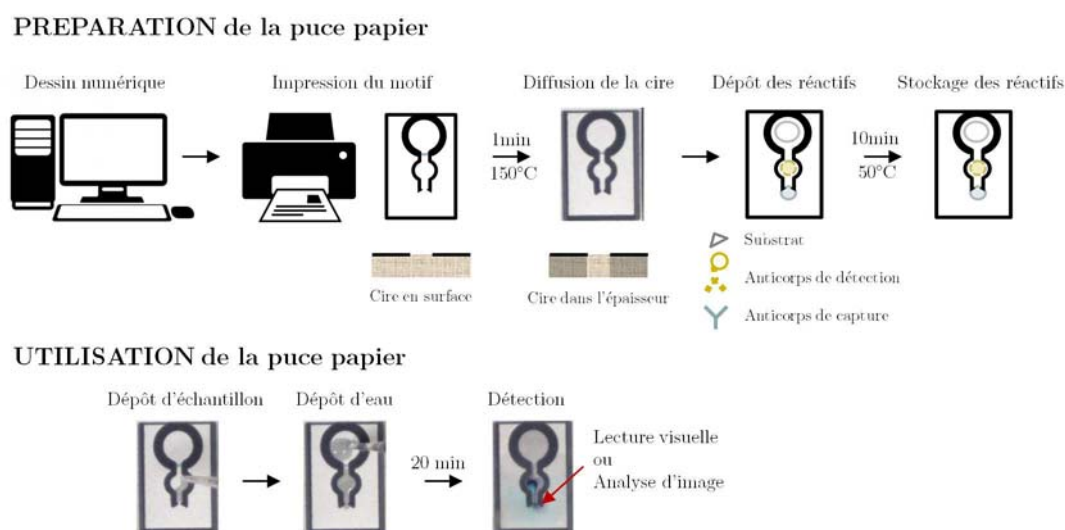 PREPARATION de la puce papier
Dessin numérique
Impression du motif
Diffusion de la cire
Dépôt des réactifs
Stockage des réactifs
1min
150°C
10min
50°C
Cire en surface
Cire dans l'épaisseur
Substrat
Anticorps de détection
Anticorps de capture
UTILISATION de la puce papier
Dépôt d'échantillon
Dépôt d'eau
Détection
20 min
Lecture visuelle
ou
Analyse d'image